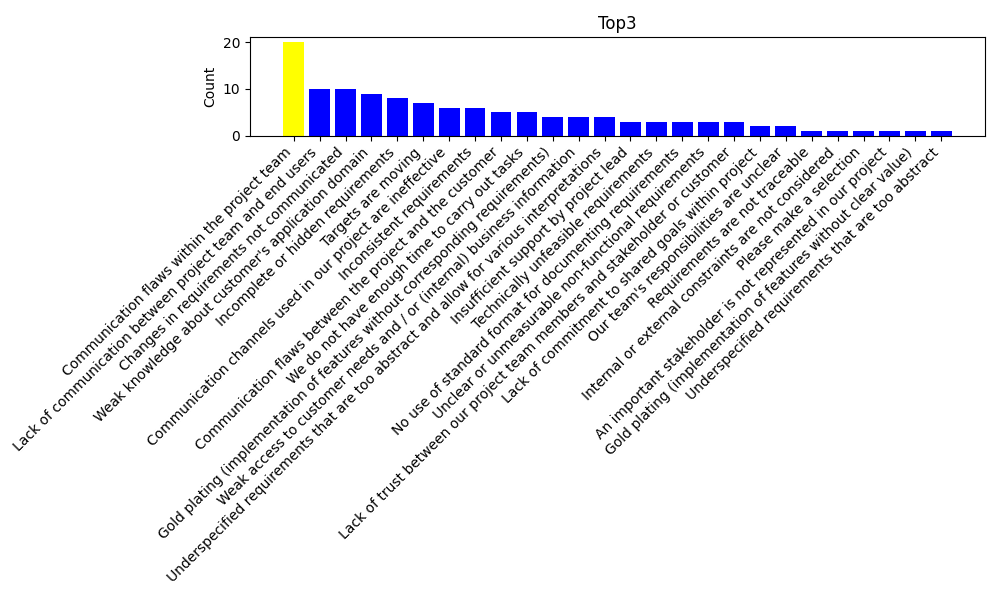 Top3
Count
20
10
0
Communication flaws within the project team
Lack of communication between project team and end users
Changes in requirements not communicated
Weak knowledge about customer's application domain
Incomplete or hidden requirements
Targets are moving
Communication channels used in our project are ineffective
Inconsistent requirements
Communication flaws between the project and the customer
We do not have enough time to carry out tasks
Gold plating (implementation of features without corresponding requirements)
Weak access to customer needs and / or (internal) business information
Underspecified requirements that are too abstract and allow for various interpretations
Insufficient support by project lead
Technically unfeasible requirements
No use of standard format for documenting requirements
Unclear or unmeasurable non-functional requirements
Lack of trust between our project team members and stakeholder or customer
Lack of commitment to shared goals within project
Our team's responsibilities are unclear
Requirements are not traceable
Internal or external constraints are not considered
Please make a selection
An important stakeholder is not represented in our project
Gold plating (implementation of features without clear value)
Underspecified requirements that are too abstract